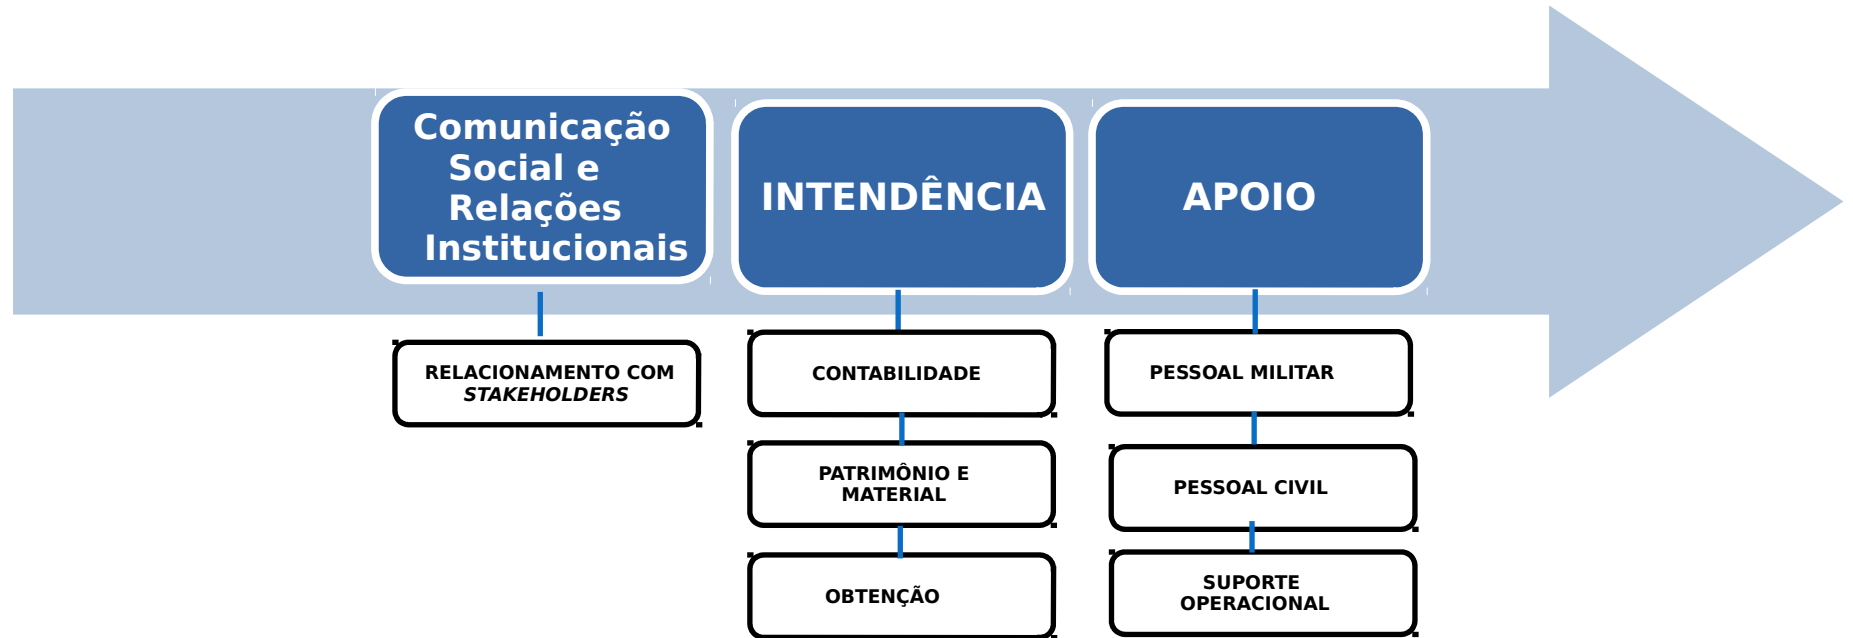 Comunicação
Social e
Relações
Institucionais
INTENDÊNCIA
APOIO
RELACIONAMENTO COM
STAKEHOLDERS
CONTABILIDADE
PATRIMÔNIO E
MATERIAL
OBTENÇÃO
PESSOAL MILITAR
PESSOAL CIVIL
SUPORTE
OPERACIONAL